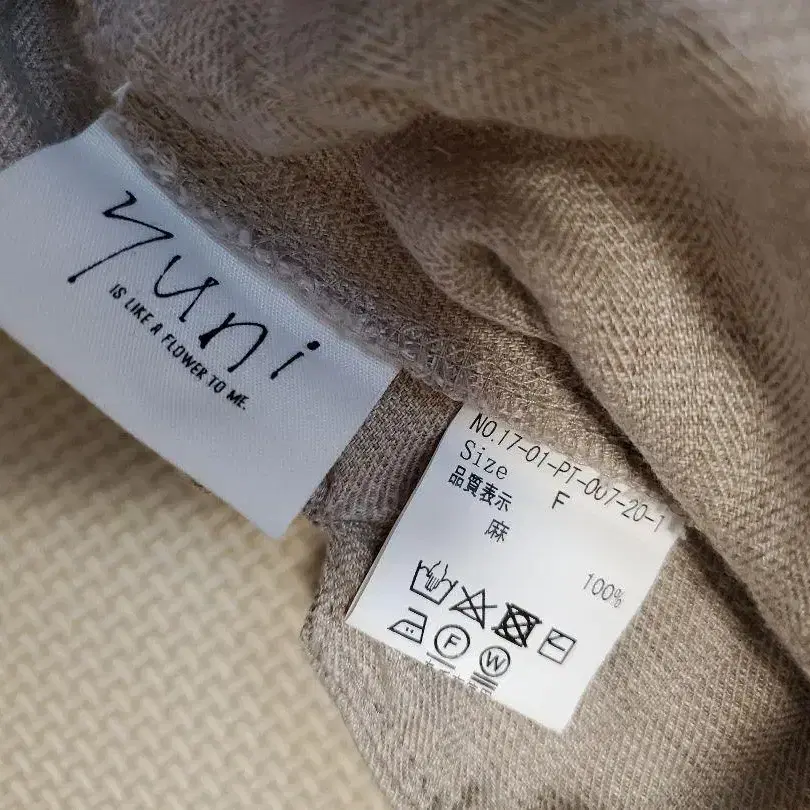 yuni
IS LIKE A FLOWER TO ME.
NO.17-01-PT-007-20-1
Size F
品質表示
麻 100%
F
W